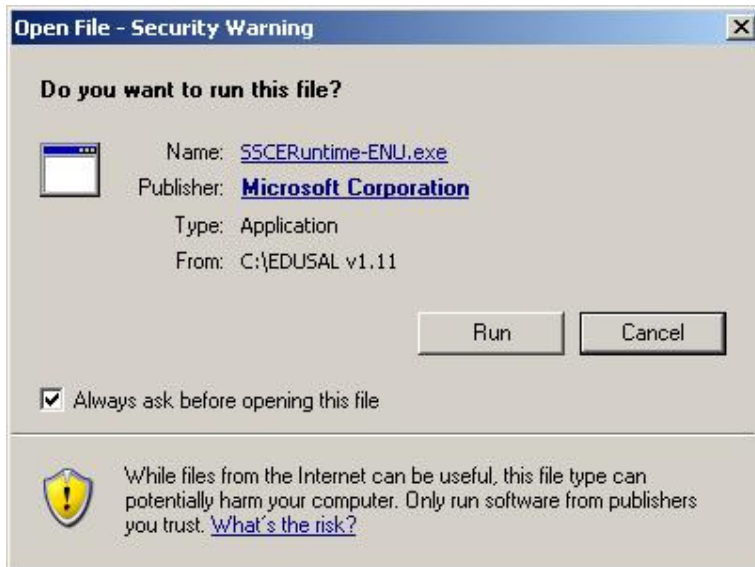 Open File - Security Warning
Do you want to run this file?
Name: SSCERuntime-ENU.exe
Publisher: Microsoft Corporation
Type: Application
From: C:\EDUSAL v1.11
Run Cancel
Always ask before opening this file
While files from the Internet can be useful, this file type can
potentially harm your computer. Only run software from publishers
you trust. What's the risk?